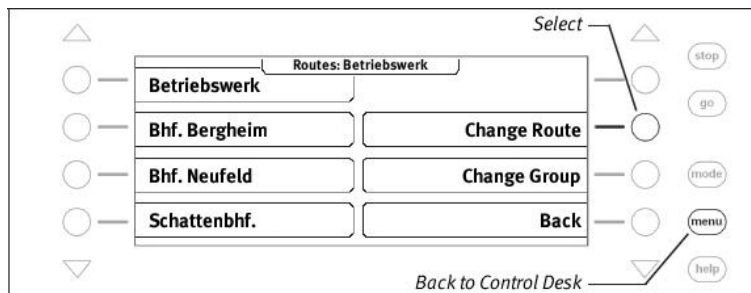 Select
stop
Routes: Betriebswerk
Betriebswerk
go
Bhf. Bergheim
Change Route
Bhf. Neufeld
Change Group
mode
Schattenbhf.
Back
menu
help
Back to Control Desk